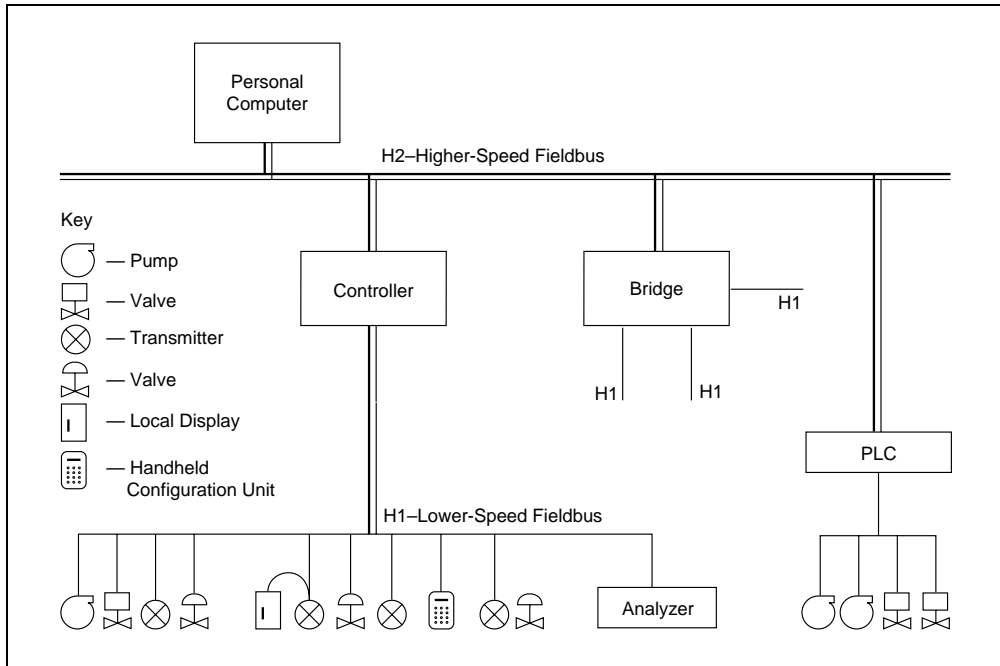 Personal
Computer
H2–Higher-Speed Fieldbus
Key
— Pump
— Valve
— Transmitter
— Valve
— Local Display
— Handheld
Configuration Unit
Controller
Bridge
H1
H1
H1
PLC
H1–Lower-Speed Fieldbus
Analyzer